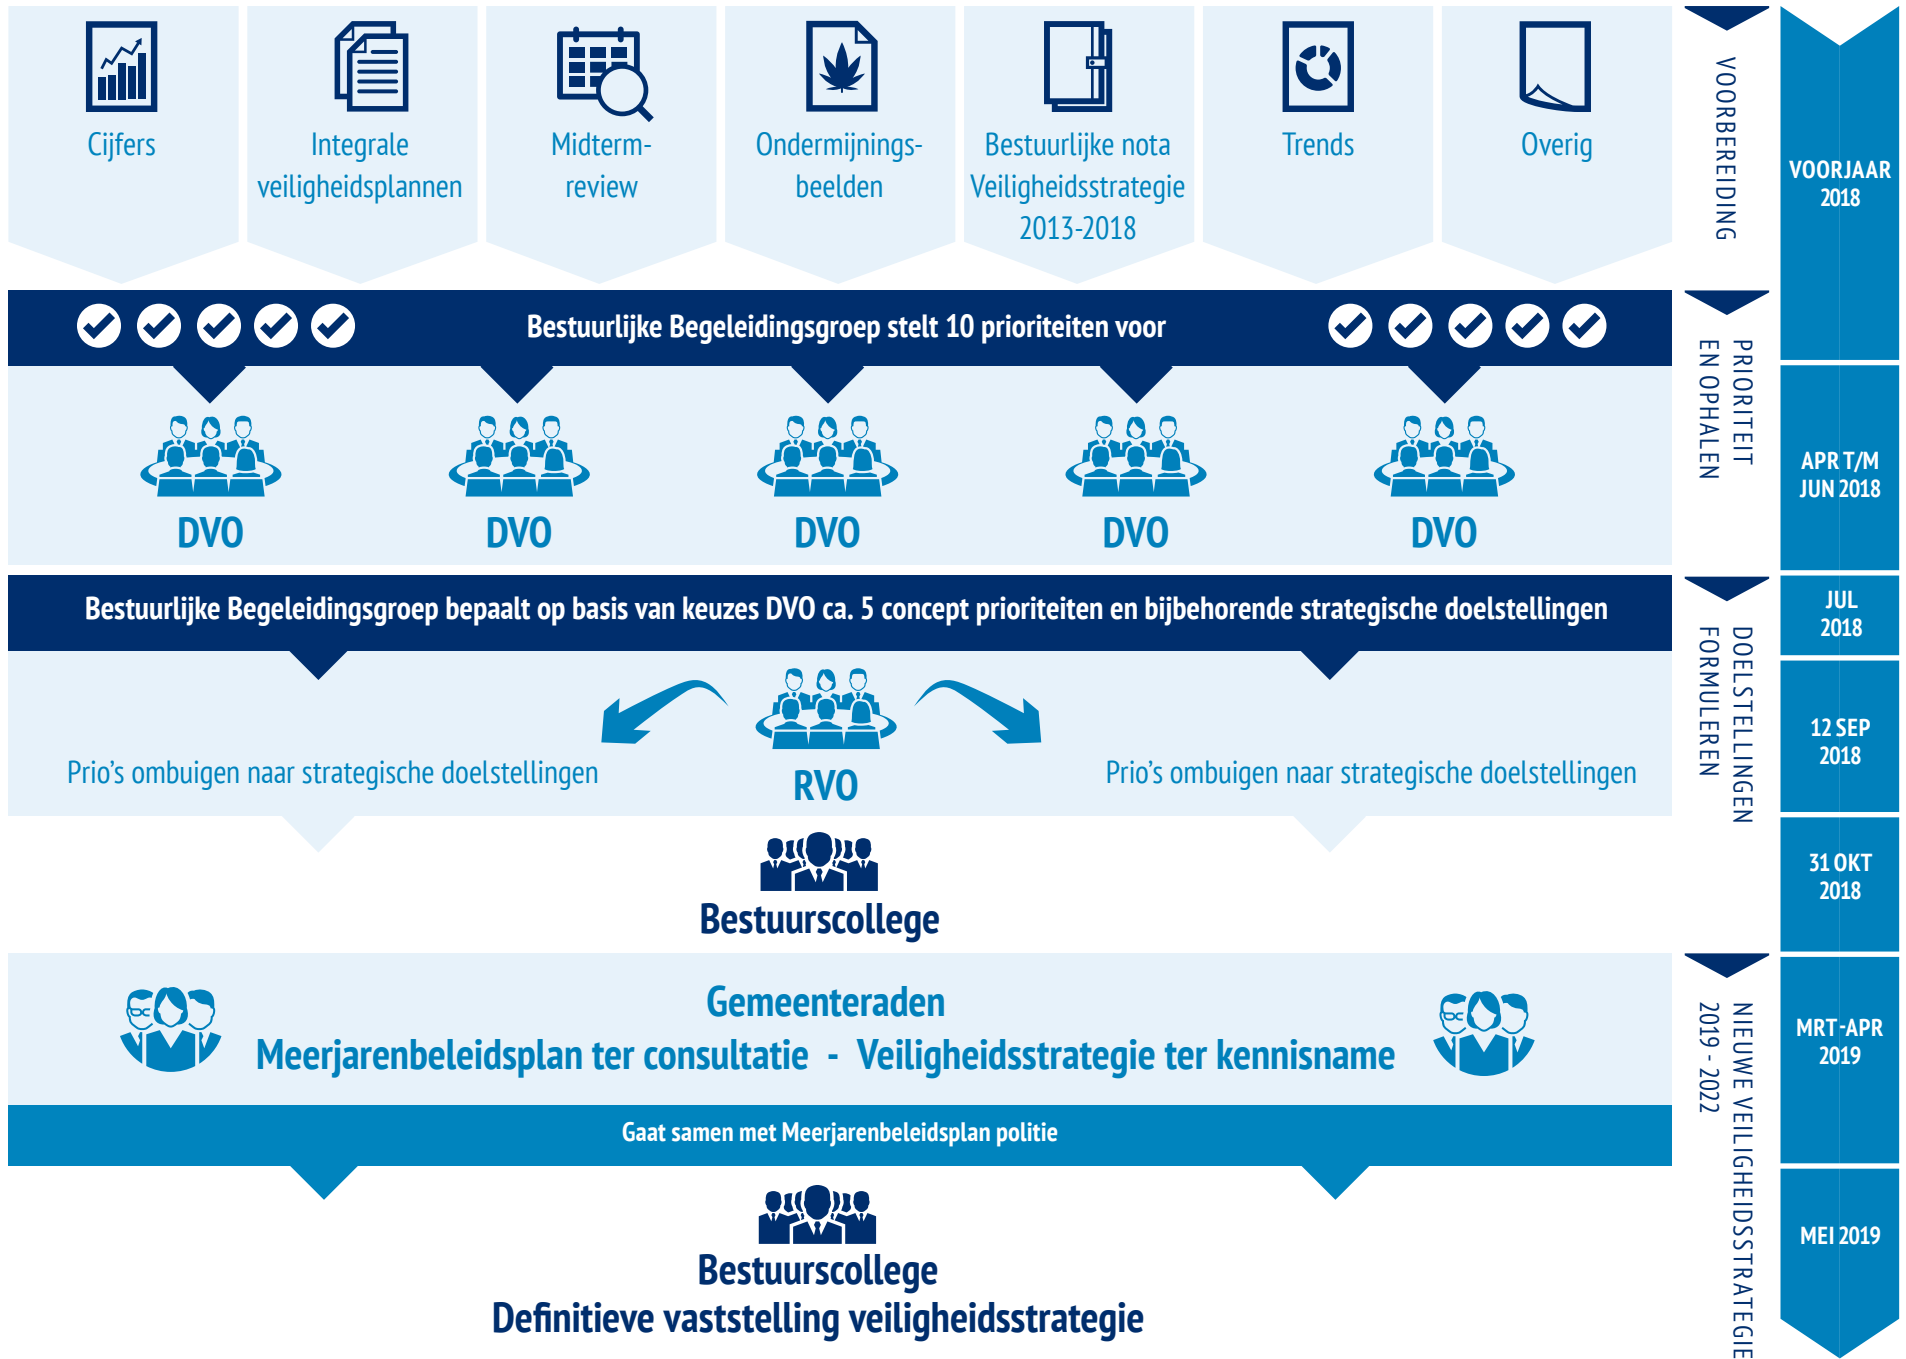 Cijfers
Integrale
veiligheidsplannen
Midterm-
review
Ondermijnings-
beelden
Bestuurlijke nota
Veiligheidsstrategie
2013-2018
Trends
Overig
VOORBEREIDING
VOORJAAR
2018
Bestuurlijke Begeleidingsgroep stelt 10 prioriteiten voor
DVO
DVO
DVO
DVO
DVO
PRIORITEIT
EN OPHALEN
APR T/M
JUN 2018
Bestuurlijke Begeleidingsgroep bepaalt op basis van keuzes DVO ca. 5 concept prioriteiten en bijbehorende strategische doelstellingen
JUL
2018
Prio's ombuigen naar strategische doelstellingen
RVO
Prio's ombuigen naar strategische doelstellingen
DOELSTELLINGEN
FORMULEREN
12 SEP
2018
Bestuurscollege
31 OKT
2018
Gemeenteraden
Meerjarenbeleidsplan ter consultatie - Veiligheidsstrategie ter kennisname
Gaat samen met Meerjarenbeleidsplan politie
NIEUWE VEILIGHEIDSSTRATEGIE
2019 - 2022
MRT-APR
2019
Bestuurscollege
Definitieve vaststelling veiligheidsstrategie
MEI 2019